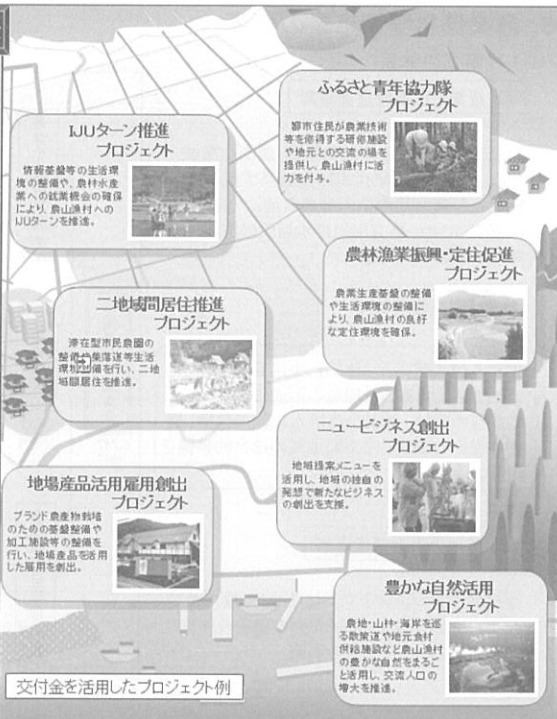 ふるさと青年協力隊
プロジェクト
都市住民が農業技術
等を修得する研修施設
や地元との交流の場を
提供し、農山漁村に活
力を付与。
IJUターン推進
プロジェクト
情報基盤等の生活環
境の整備や、農林水産
業への就業機会の確保
により、農山漁村への
IJUターンを推進。
農林漁業振興・定住促進
プロジェクト
農業生産基盤の整備
や生活環境の整備に
より、農山漁村の良好
な定住環境を確保。
二地域間居住推進
プロジェクト
滞在型市民農園の
整備や集落道等生活
環境整備を行い、二地
域間居住を推進。
ニュービジネス創出
プロジェクト
地域提案メニューを
活用し、地域の独自の
発想で新たなビジネス
の創出を支援。
地場産品活用雇用創出
プロジェクト
ブランド農産物栽培
のための基盤整備や
加工施設等の整備を
行い、地場産品を活用
した雇用を創出。
豊かな自然活用
プロジェクト
農地・山林・海岸を巡
る散策道や地元食材
供給施設など農山漁村
の豊かな自然をまるご
と活用し、交流人口の
増大を推進。
交付金を活用したプロジェクト例